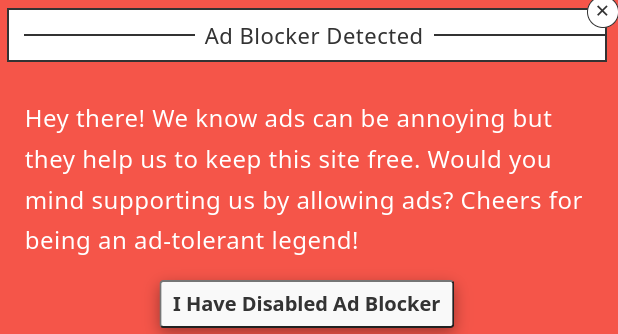 Ad Blocker Detected
Hey there! We know ads can be annoying but
they help us to keep this site free. Would you
mind supporting us by allowing ads? Cheers for
being an ad-tolerant legend!
I Have Disabled Ad Blocker